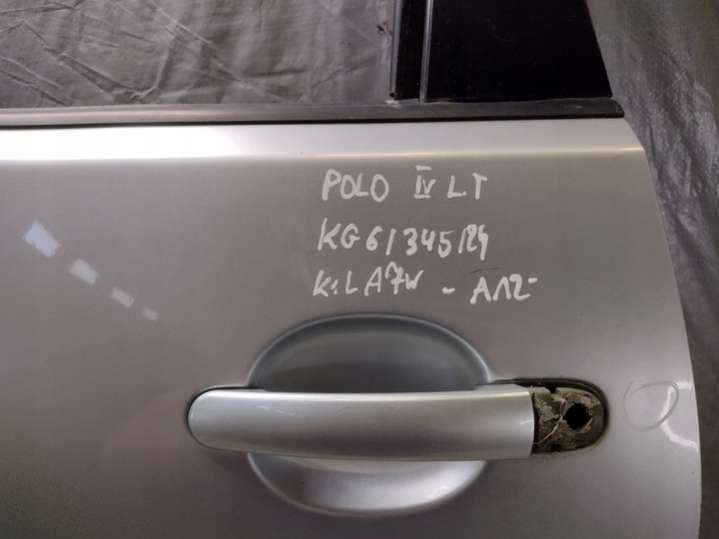 POLO IV L.T
KG61345124
K: LA7W - A12-